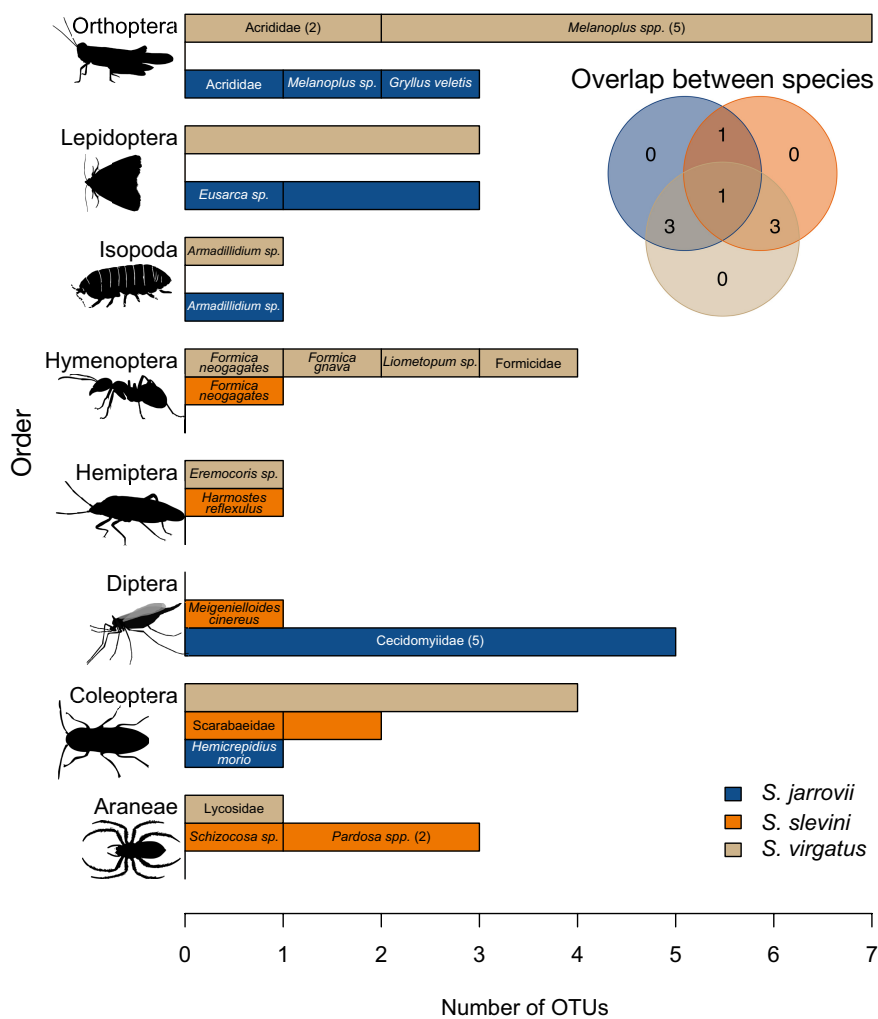 Orthoptera
Acrididae (2)
Melanoplus spp. (5)
Acrididae
Melanoplus sp.
Gryllus veletis
Overlap between species
0
1
0
1
3
3
0
Lepidoptera
Eusarca sp.
Isopoda
Armadillidium sp.
Armadillidium sp.
Hymenoptera
Formica
neogagates
Formica
gnava
Liometopum sp.
Formicidae
Formica
neogagates
Order
Hemiptera
Eremocoris sp.
Harmostes
reflexulus
Diptera
Meigenielloides
cinereus
Cecidomyiidae (5)
Coleoptera
Scarabaeidae
Hemicrepidius
morio
Araneae
Lycosidae
Schizocosa sp.
Pardosa spp. (2)
S. jarrovii
S. slevini
S. virgatus
0 1 2 3 4 5 6 7
Number of OTUs